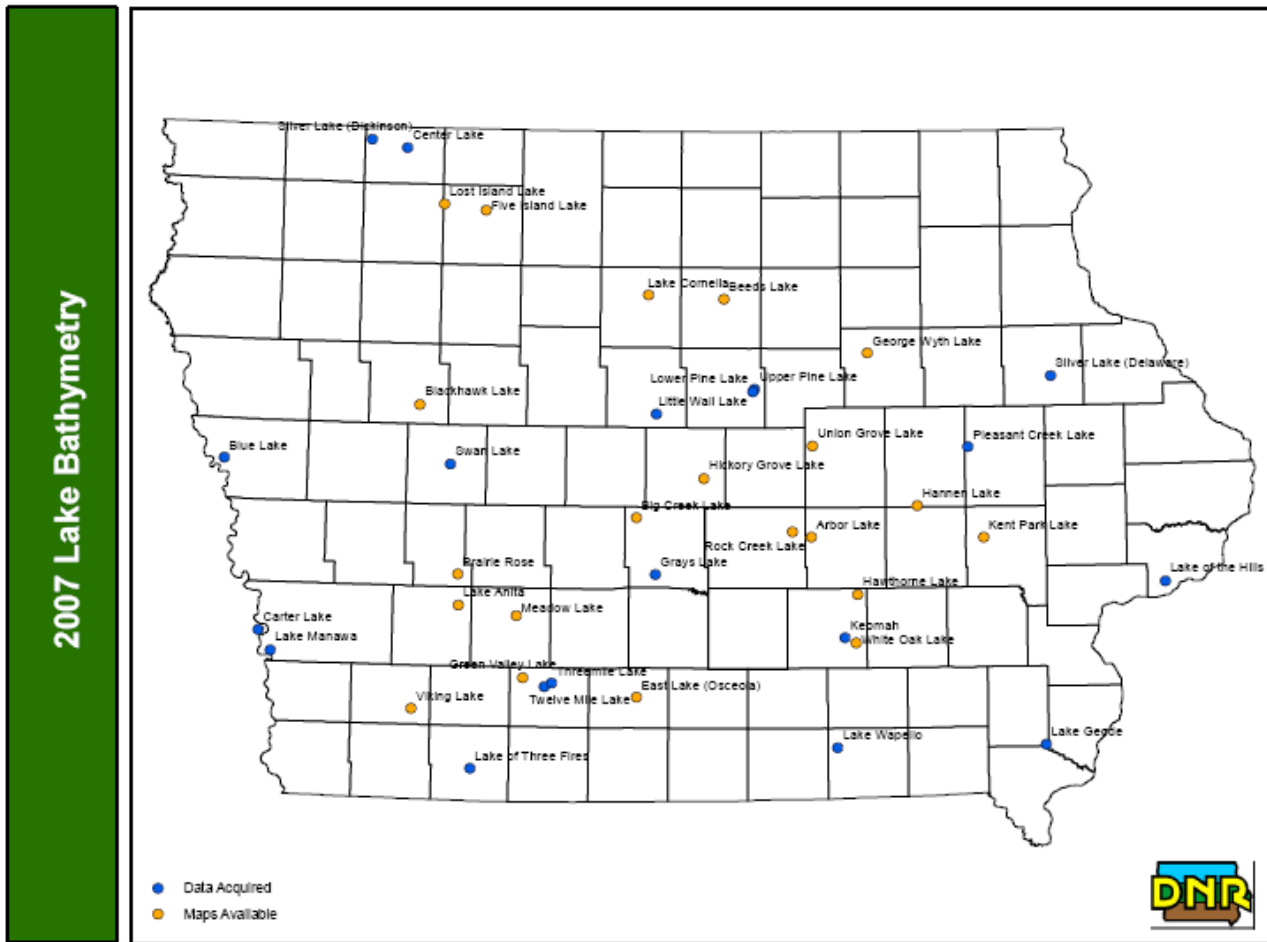 2007 Lake Bathymetry
Silver Lake (Dickinson)
Center Lake
Lost Island Lake
Five Island Lake
Lake Cornelia
Beeds Lake
George Wyth Lake
Silver Lake (Delaware)
Lower Pine Lake
Upper Pine Lake
Blackhawk Lake
Little Wall Lake
Union Grove Lake
Pleasant Creek Lake
Blue Lake
Swan Lake
Hickory Grove Lake
Hannen Lake
Big Creek Lake
Arbor Lake
Kent Park Lake
Rock Creek Lake
Prairie Rose
Grays Lake
Lake of the Hills
Hawthorne Lake
Lake Anita
Meadow Lake
Carter Lake
Lake Manawa
Keomah
White Oak Lake
Green Valley Lake
Threemile Lake
East Lake (Osceola)
Twelve Mile Lake
Viking Lake
Lake Wapello
Lake Geode
Lake of Three Fires
Data Acquired
Maps Available
DNR